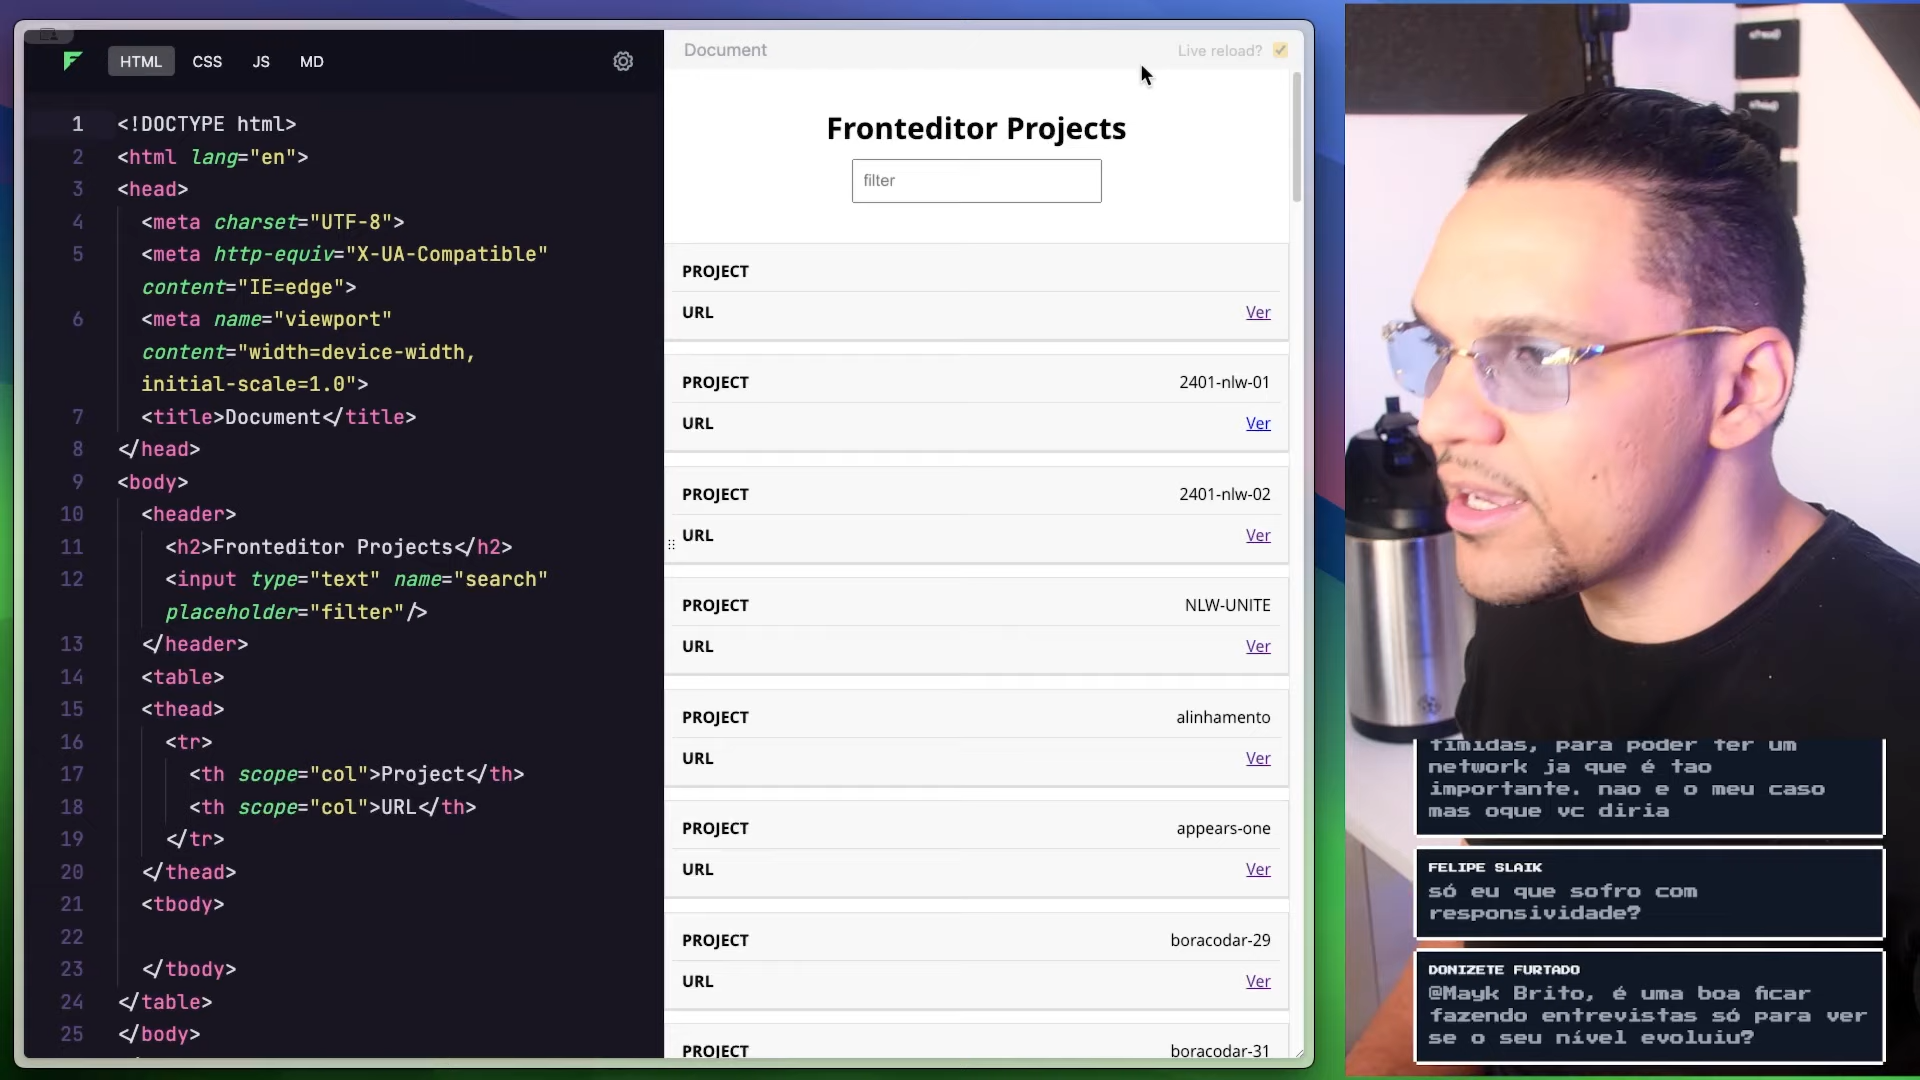 HTML
CSS
JS
MD
1 <!DOCTYPE html>
2 <html lang="en">
3 <head>
4 <meta charset="UTF-8">
5 <meta http-equiv="X-UA-Compatible"
content="IE=edge">
6 <meta name="viewport"
content="width=device-width,
initial-scale=1.0">
7 <title>Document</title>
8 </head>
9 <body>
10 <header>
11 <h2>Fronteditor Projects</h2>
12 <input type="text" name="search"
placeholder="filter"/>
13 </header>
14 <table>
15 <thead>
16 <tr>
17 <th scope="col">Project</th>
18 <th scope="col">URL</th>
19 </tr>
20 </thead>
21 <tbody>
22
23 </tbody>
24 </table>
25 </body>
Document
Live reload?
Fronteditor Projects
filter
PROJECT
URL Ver
PROJECT 2401-nlw-01
URL Ver
PROJECT 2401-nlw-02
URL Ver
PROJECT NLW-UNITE
URL Ver
PROJECT alinhamento
URL Ver
PROJECT appears-one
URL Ver
PROJECT boracodar-29
URL Ver
PROJECT boracodar-31
timidas, para poder ter um
network ja que é tao
importante. nao e o meu caso
mas oque vc diria
FELIPE SLAIK
só eu que sofro com
responsividade?
DONIZETE FURTADO
@Mayk Brito, é uma boa ficar
fazendo entrevistas só para ver
se o seu nível evoluiu?